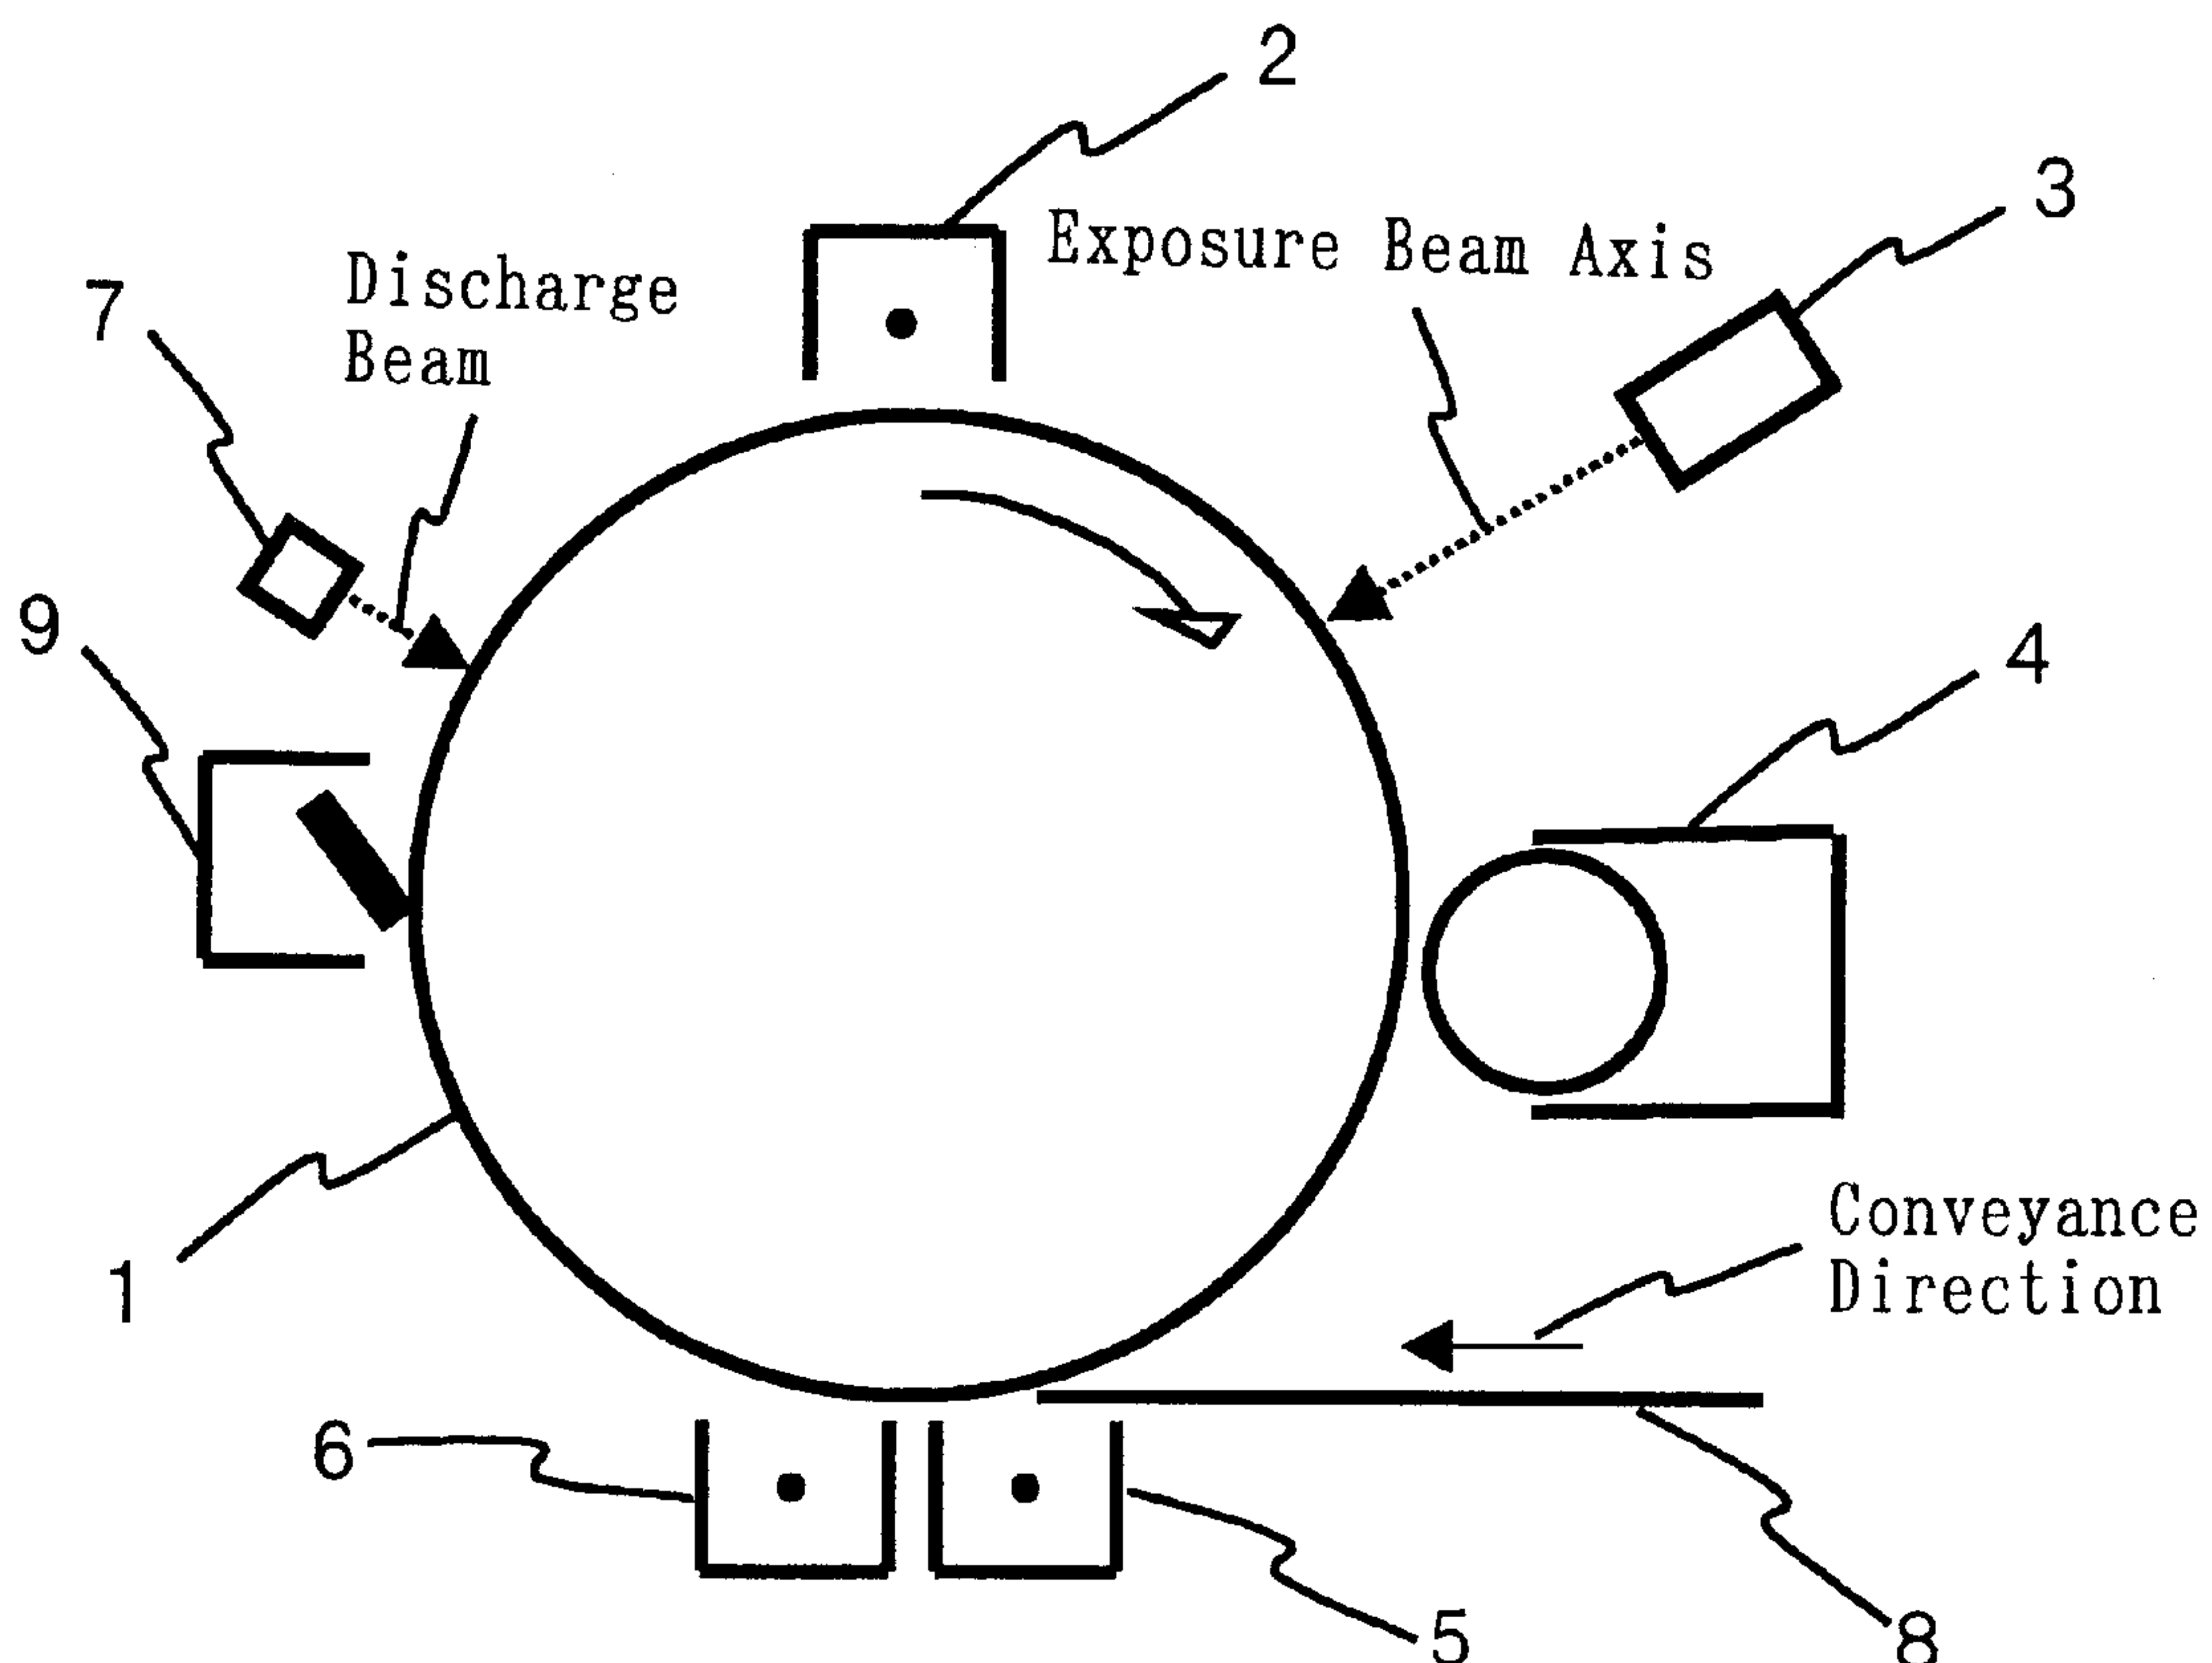 2
3
Exposure Beam Axis
Discharge
Beam
7
9
4
1
Conveyance
Direction
6
5
8